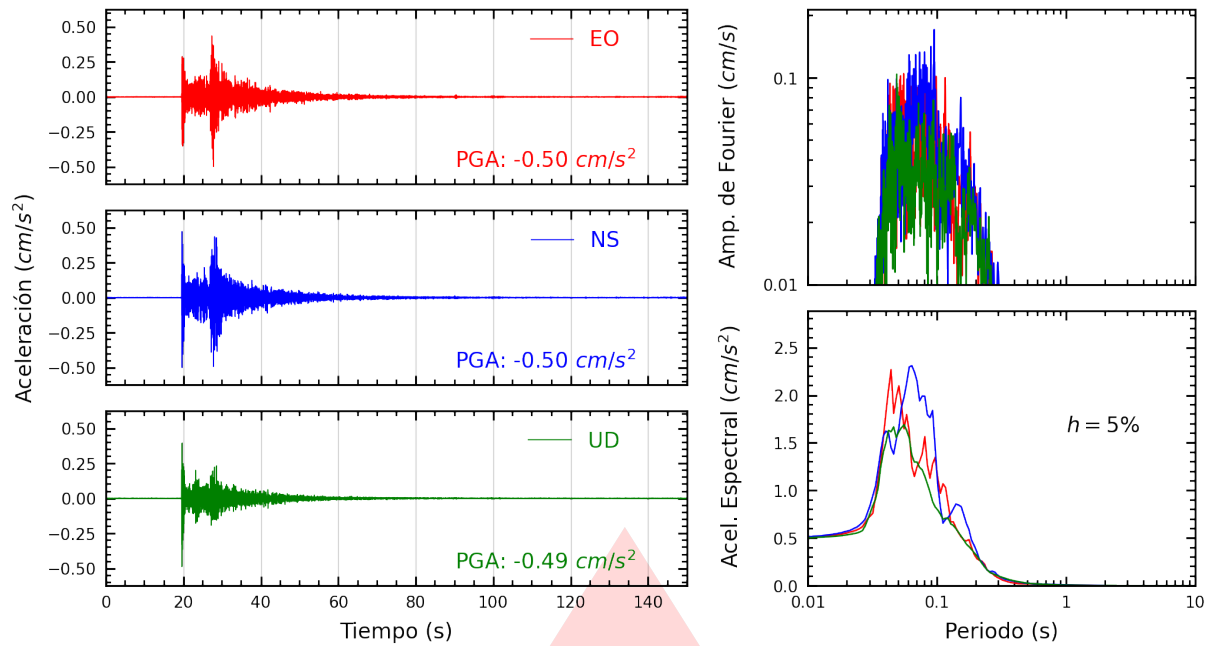 Aceleración (cm/s²)
0.50
0.25
0.00
−0.25
−0.50
EO
PGA: -0.50 cm/s²
0.50
0.25
0.00
−0.25
−0.50
NS
PGA: -0.50 cm/s²
0.50
0.25
0.00
−0.25
−0.50
UD
PGA: -0.49 cm/s²
0 20 40 60 80 100 120 140
Tiempo (s)
Amp. de Fourier (cm/s)
0.1
0.01
Acel. Espectral (cm/s²)
2.5
2.0
1.5
1.0
0.5
0.0
h = 5%
0.01 0.1 1 10
Periodo (s)